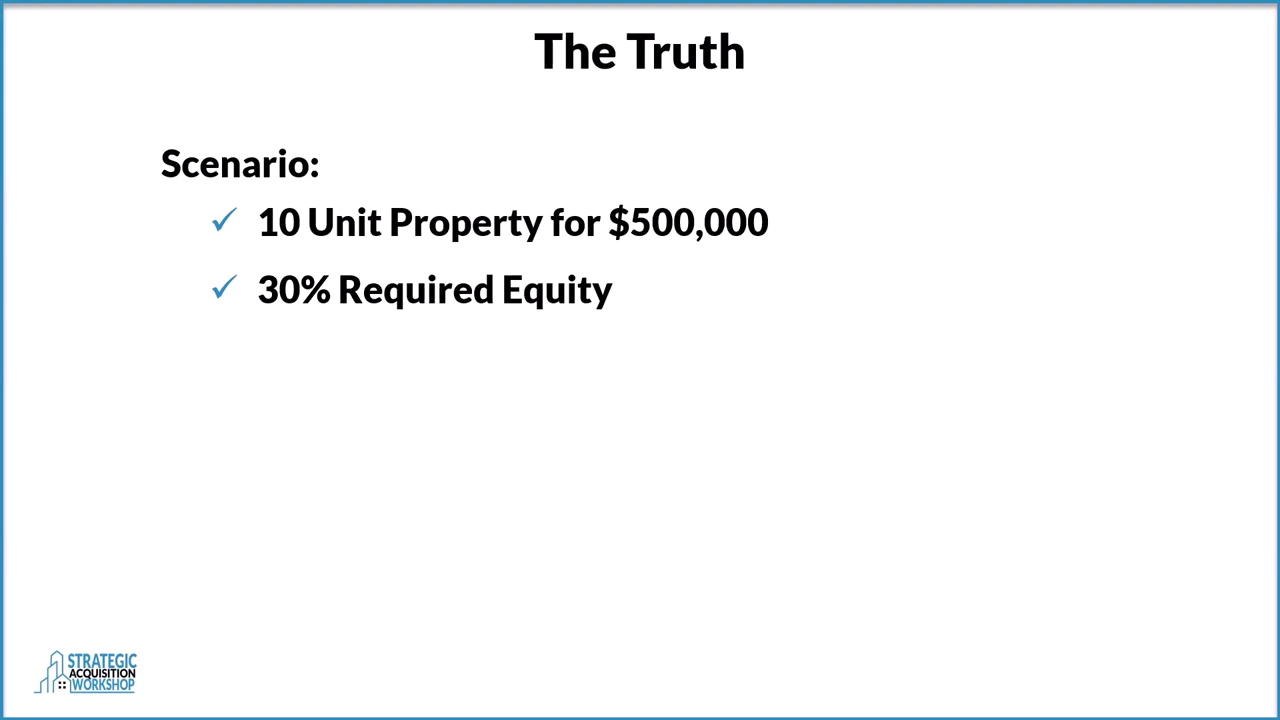 The Truth
Scenario:
✓ 10 Unit Property for $500,000
✓ 30% Required Equity
STRATEGIC
ACQUISITION
WORKSHOP